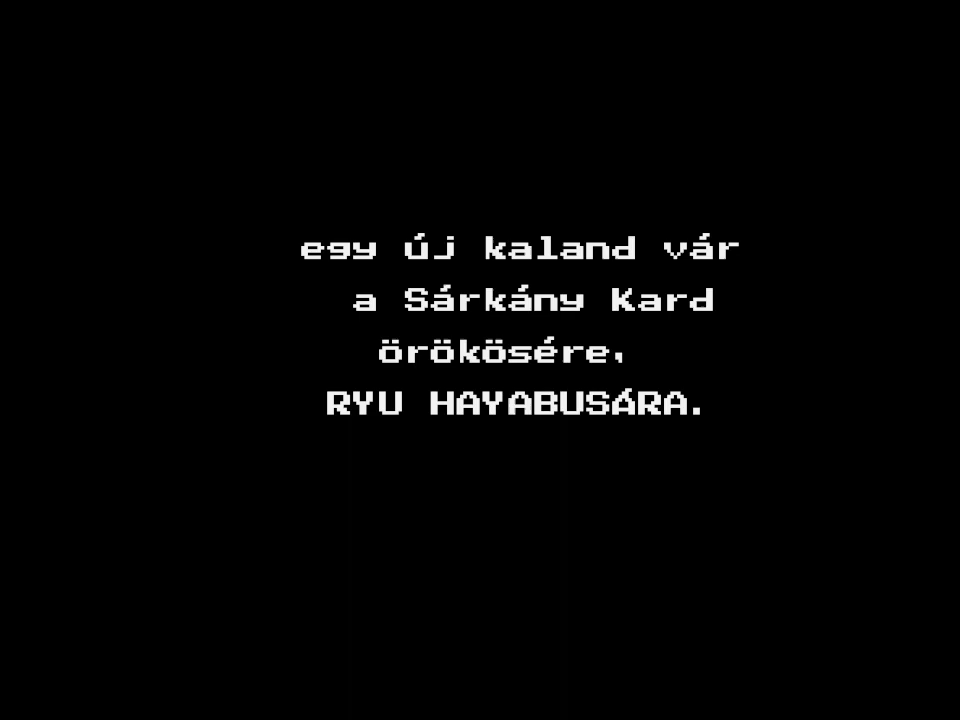 egy új kaland vár
a Sárkány Kard
örökösére,
RYU HAYABUSÁRA.